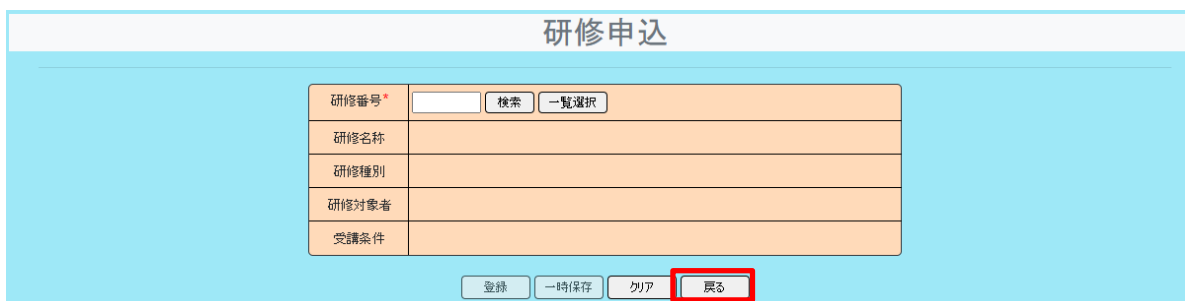 研修申込
研修番号* 検索 一覧選択
研修名称
研修種別
研修対象者
受講条件
登録 一時保存 クリア 戻る